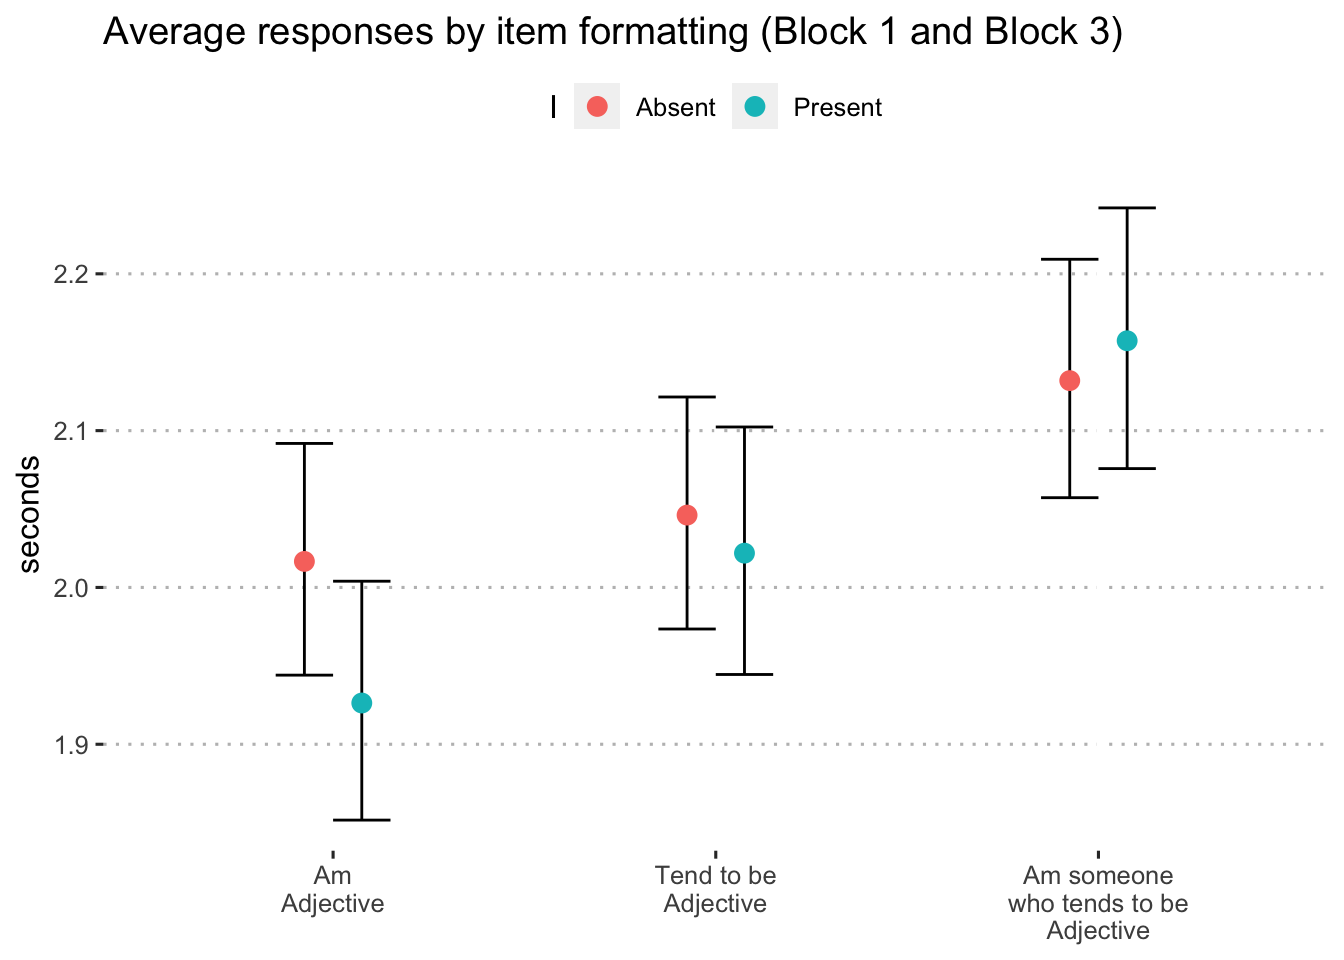 Average responses by item formatting (Block 1 and Block 3)
I Absent Present
2.2
2.1
2.0
1.9
seconds
Am
Adjective
Tend to be
Adjective
Am someone
who tends to be
Adjective